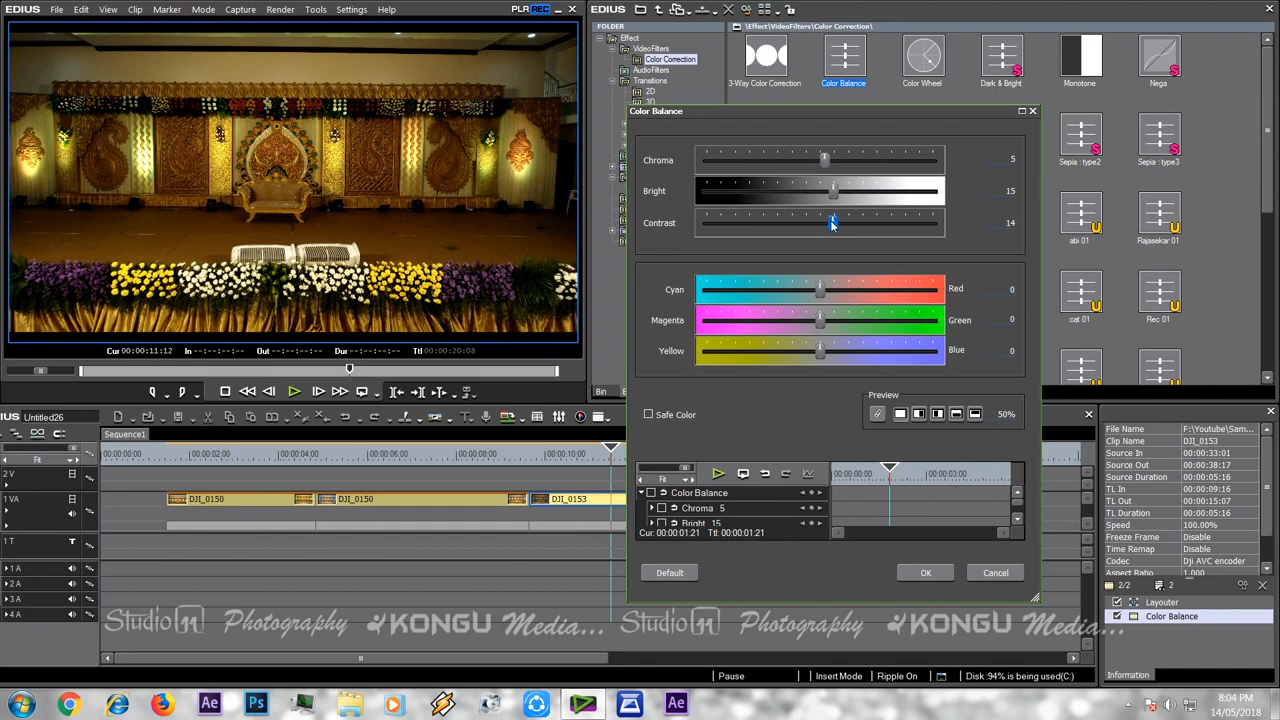 EDIUS File Edit View Clip Marker Mode Capture Render Tools Settings Help PLR REC
EDIUS
FOLDER
Effect
VideoFilters
Color Correction
AudioFilters
Transitions
2D
3D
\Effect\VideoFilters\Color Correction\
3-Way Color Correction
Color Balance
Color Wheel
Dark & Bright
Monotone
Nega
Sepia : type2
Sepia : type3
abi 01
Rajasekar 01
cat 01
Rec 01
Bin
Color Balance
Chroma 5
Bright 15
Contrast 14
Cyan Red 0
Magenta Green 0
Yellow Blue 0
Safe Color
Preview
50%
Fit
00:00:00:00 00:00:03:00
Color Balance
Chroma 5
Bright 15
Cur: 00:00:01:21 Ttl: 00:00:01:21
Default
OK
Cancel
Cur 00:00:11:12 In --:--:--:-- Out --:--:--:-- Dur --:--:--:-- Ttl 00:00:20:08
Untitled26
Sequence1
Fit
00:00:00:00 00:00:02:00 00:00:04:00 00:00:06:00 00:00:08:00 00:00:10:00
2 V
1 VA
DJI_0150
DJI_0150
DJI_0153
1 T
1 A
2 A
3 A
4 A
Studio 11 Photography KONGU Media... Studio 11 Photography KONGU Media...
Pause
Insert Mode
Ripple On
Disk :94% is being used(C:)
File Name F:\Youtube\Sam...
Clip Name DJI_0153
Source In 00:00:33:01
Source Out 00:00:38:17
Source Duration 00:00:05:16
TL In 00:00:09:16
TL Out 00:00:15:07
TL Duration 00:00:05:16
Speed 100.00%
Freeze Frame Disable
Time Remap Disable
Codec Dji AVC encoder
Aspect Ratio 1.000
2/2 2
Layouter
Color Balance
Information
8:04 PM
14/05/2018